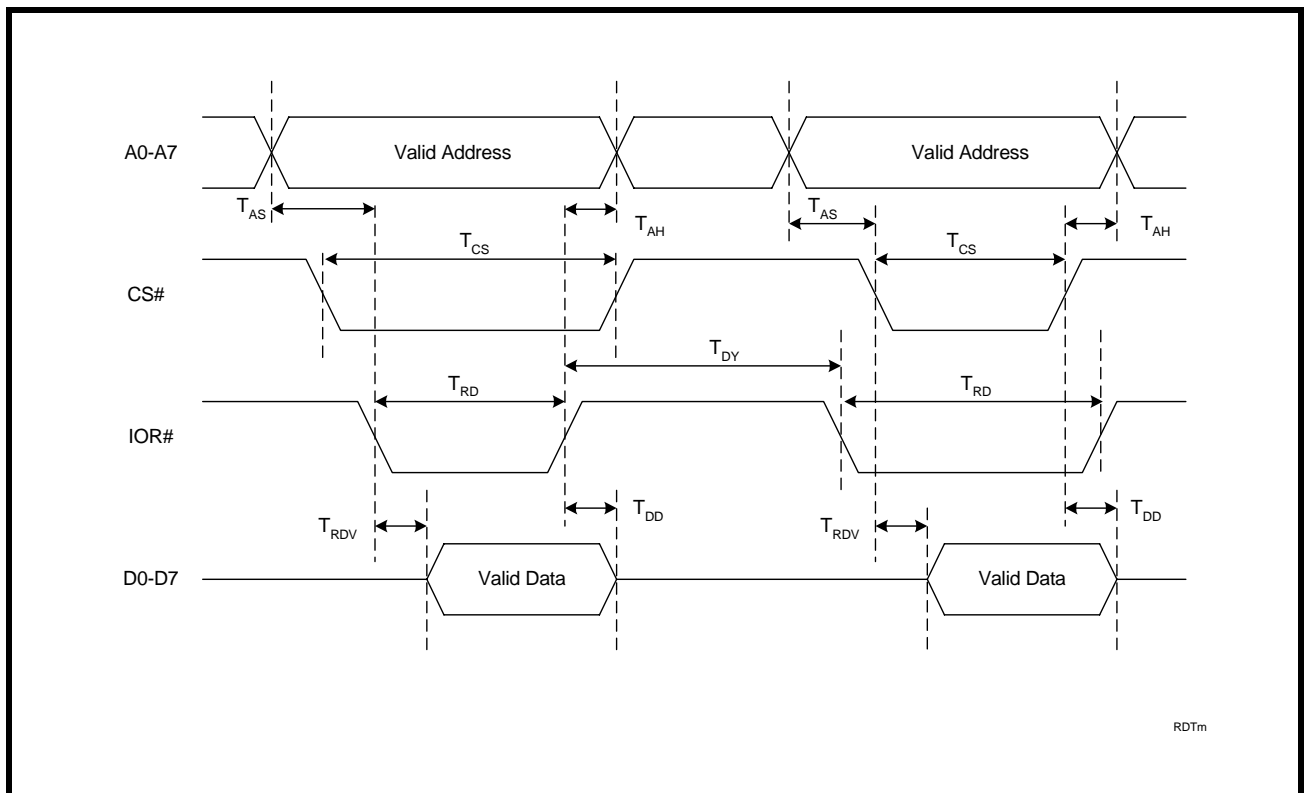 A0-A7
Valid Address
Valid Address
TAS
TAH
TAS
TAH
TCS
TCS
CS#
TDY
TRD
TRD
IOR#
TRDV
TDD
TRDV
TDD
D0-D7
Valid Data
Valid Data
RDTm